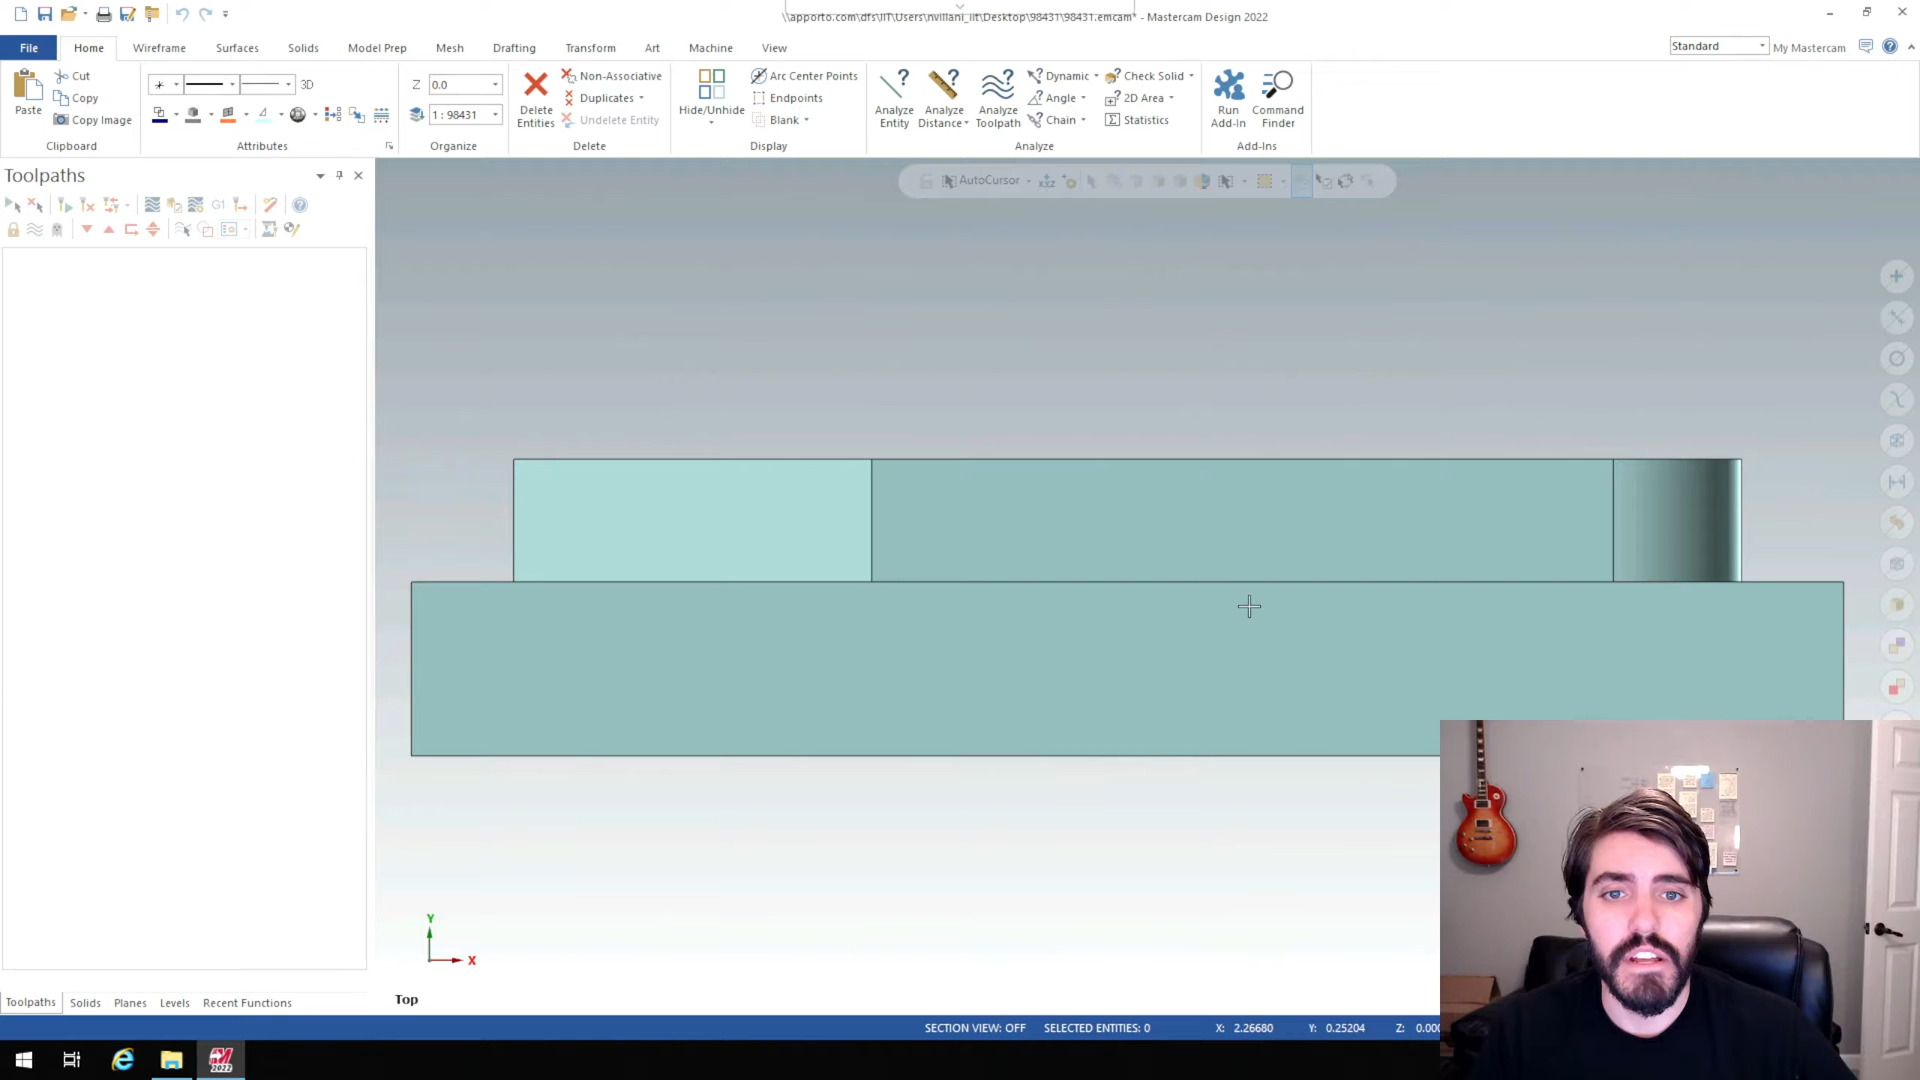 \\apporto.com\dfs\IIT\Users\nvillani_iit\Desktop\98431\98431.emcam* - Mastercam Design 2022
File Home Wireframe Surfaces Solids Model Prep Mesh Drafting Transform Art Machine View Standard My Mastercam
Paste Cut Copy Copy Image
Clipboard
3D
Attributes
Z 0.0
1 : 98431
Organize
Delete Entities
Non-Associative
Duplicates
Undelete Entity
Delete
Hide/Unhide
Arc Center Points
Endpoints
Blank
Display
Analyze Entity
Analyze Distance
Analyze Toolpath
Dynamic
Angle
Chain
Check Solid
2D Area
Statistics
Analyze
Run Add-In
Command Finder
Add-Ins
Toolpaths
G1
AutoCursor
XYZ
Y
X
Top
Toolpaths Solids Planes Levels Recent Functions
SECTION VIEW: OFF SELECTED ENTITIES: 0 X: 2.26680 Y: 0.25204 Z: 0.000
2022